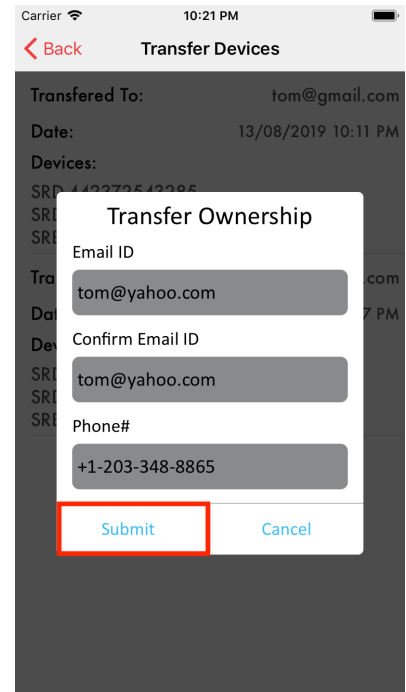 Carrier
10:21 PM
Back
Transfer Devices
Transfered To:
tom@gmail.com
Date:
13/08/2019 10:11 PM
Devices:
Transfer Ownership
Email ID
tom@yahoo.com
Confirm Email ID
tom@yahoo.com
Phone#
+1-203-348-8865
Submit
Cancel